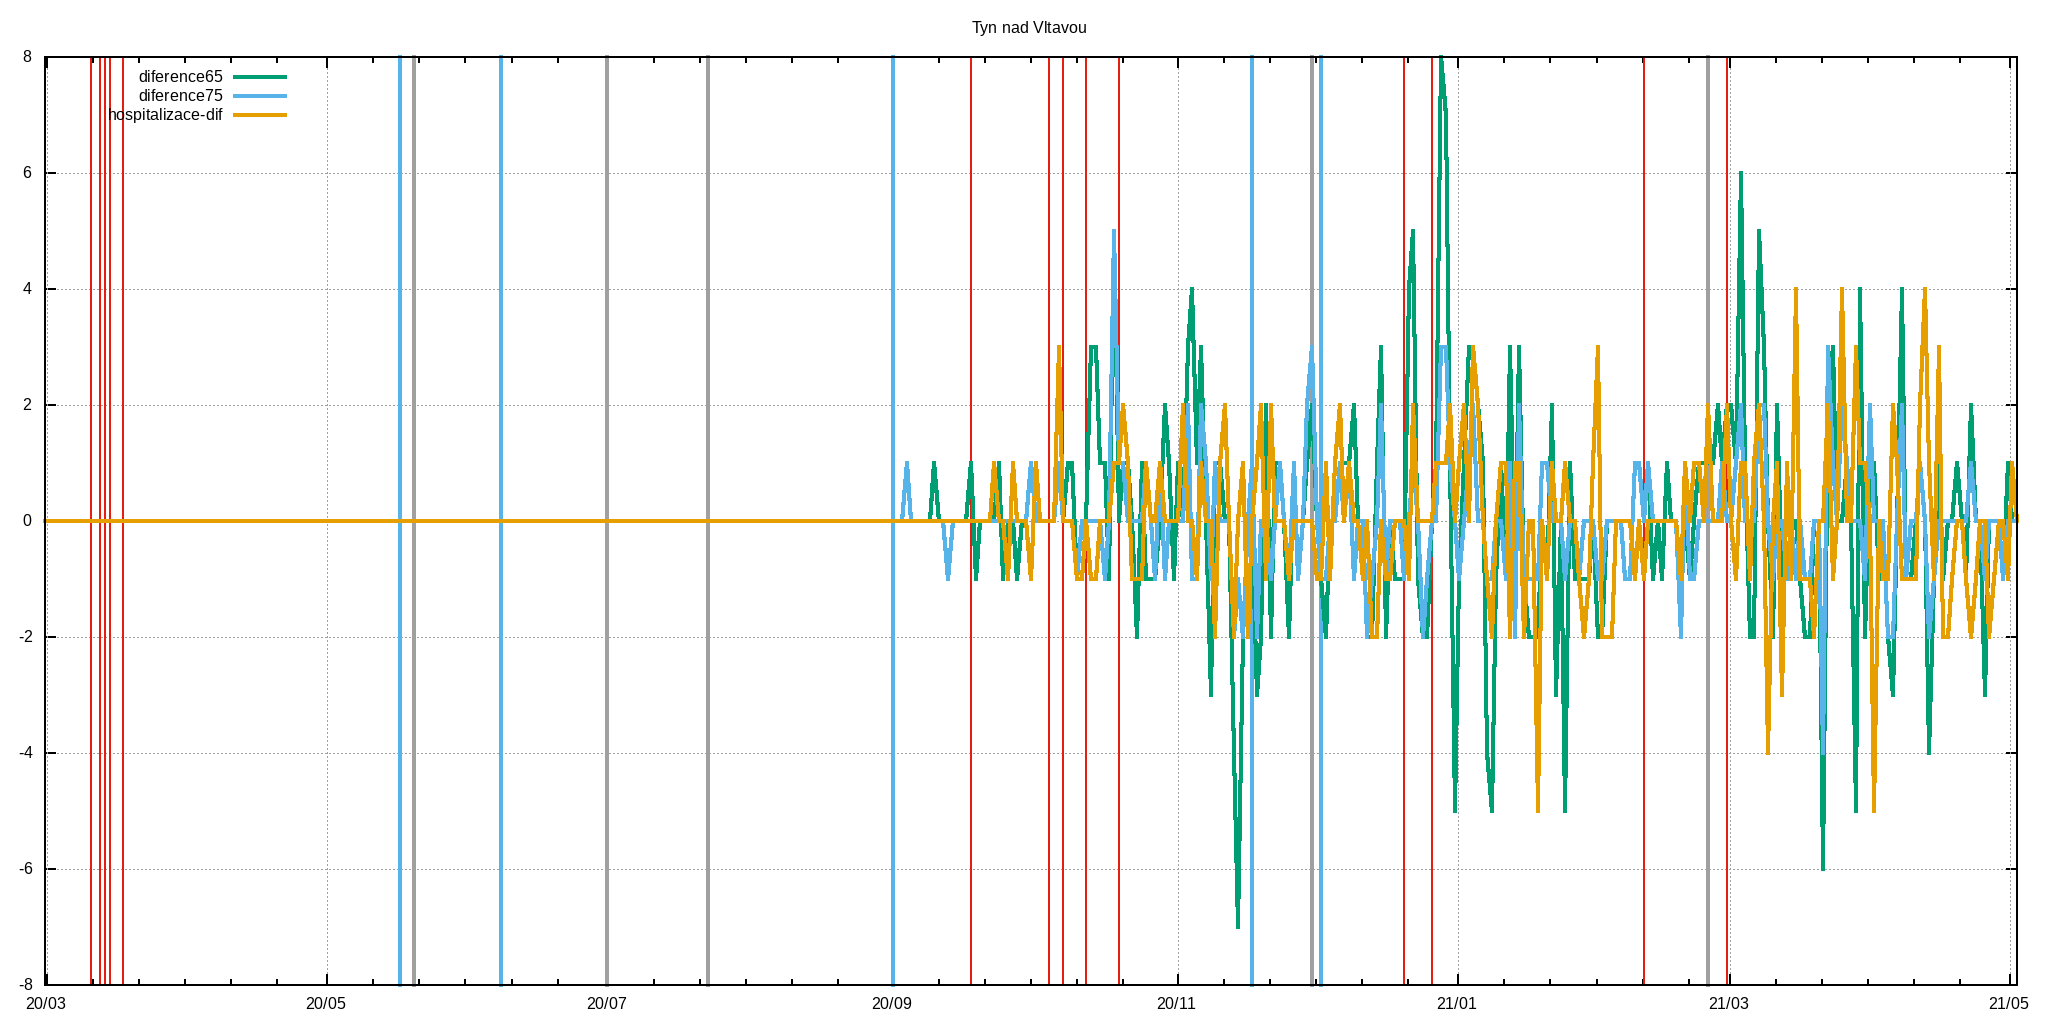 Tyn nad Vltavou
8
diference65
diference75
hospitalizace-dif
6
4
2
0
-2
-4
-6
-8
20/03 20/05 20/07 20/09 20/11 21/01 21/03 21/05